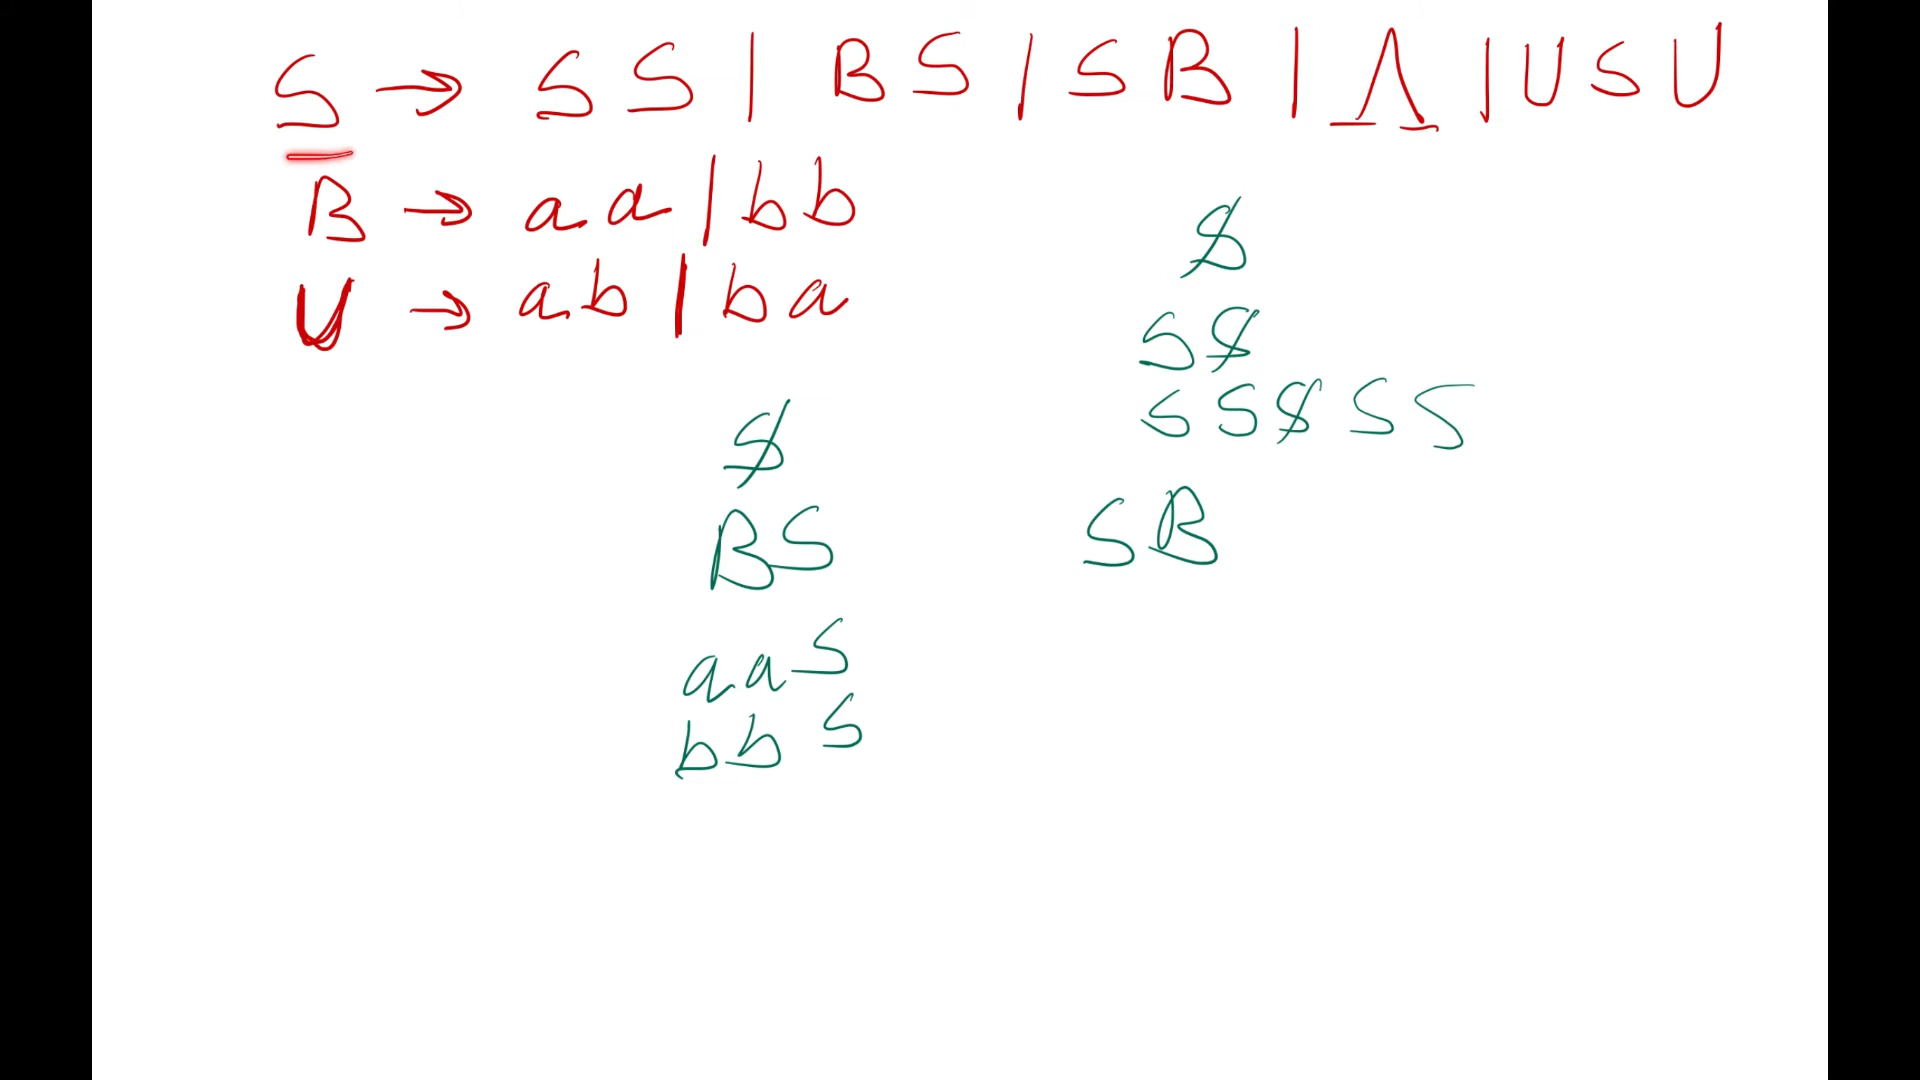 S → SS | BS | SB | Λ | USU
B → aa | bb
U → ab | ba
S
SS
SSSSS
SB
S
BS
aaS
bbS